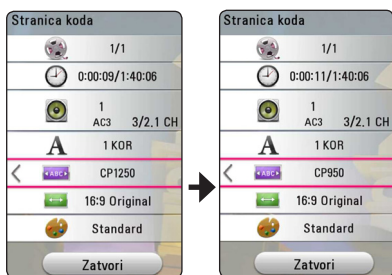 Stranica koda
1/1
0:00:09/1:40:06
1
AC3 3/2.1 CH
A 1 KOR
ABC CP1250
16:9 Original
Standard
Zatvori
Stranica koda
1/1
0:00:11/1:40:06
1
AC3 3/2.1 CH
A 1 KOR
ABC CP950
16:9 Original
Standard
Zatvori